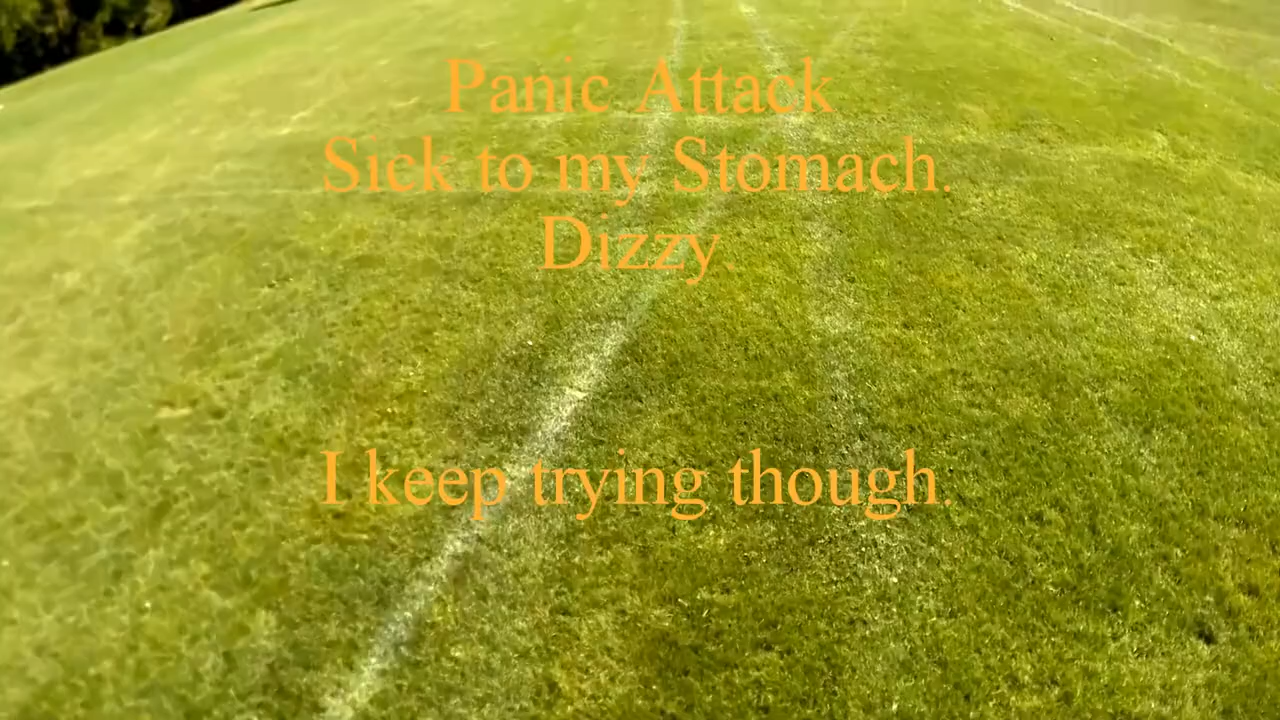 Panic Attack
Sick to my Stomach.
Dizzy.
I keep trying though.